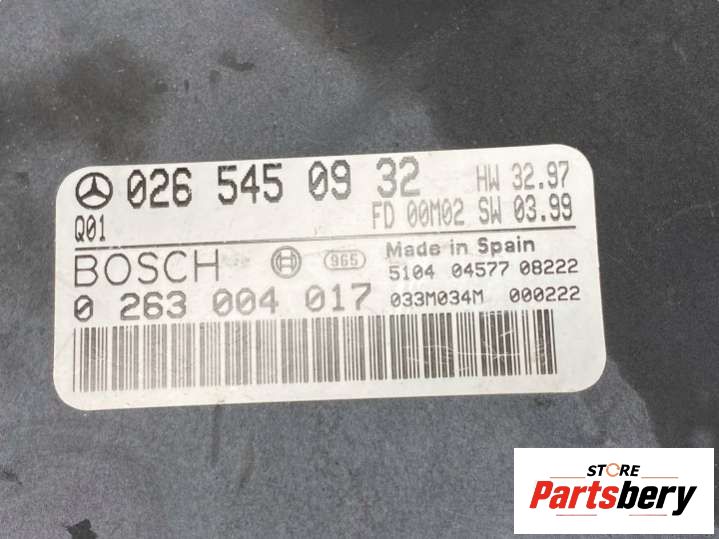 026 545 09 32 HW 32.97
Q01 FD 00M02 SW 03.99
BOSCH 965 Made in Spain
5104 04577 08222
0 263 004 017 033M034M 000222
STORE
Partsbery